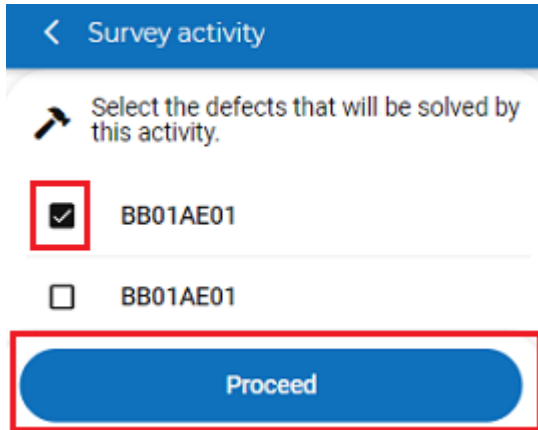 Survey activity
Select the defects that will be solved by
this activity.
BB01AE01
BB01AE01
Proceed